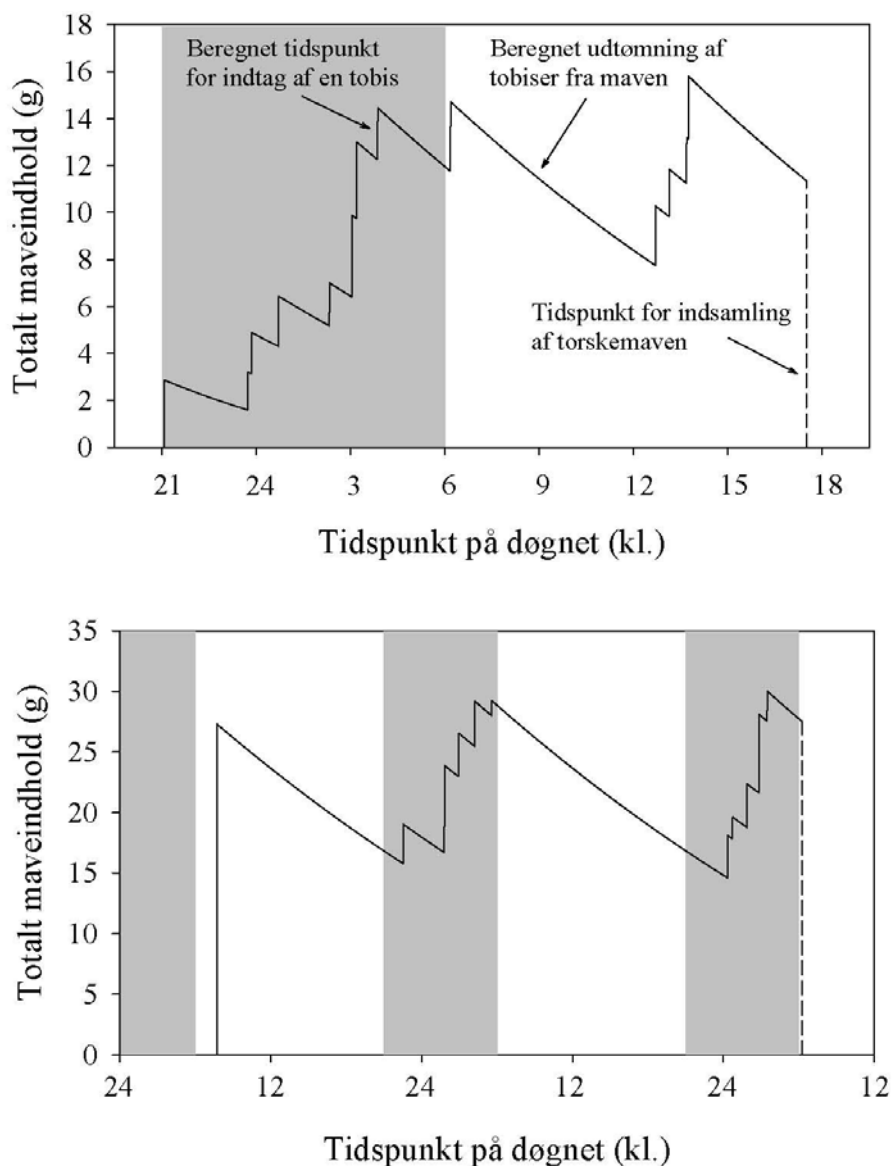 18
16
14
12
10
8
6
4
2
0
Totalt maveindhold (g)
Beregnet tidspunkt
for indtag af en tobis
Beregnet udtømning af
tobiser fra maven
Tidspunkt for indsamling
af torskemaven
21 24 3 6 9 12 15 18
Tidspunkt på døgnet (kl.)
35
30
25
20
15
10
5
0
Totalt maveindhold (g)
24 12 24 12 24 12
Tidspunkt på døgnet (kl.)